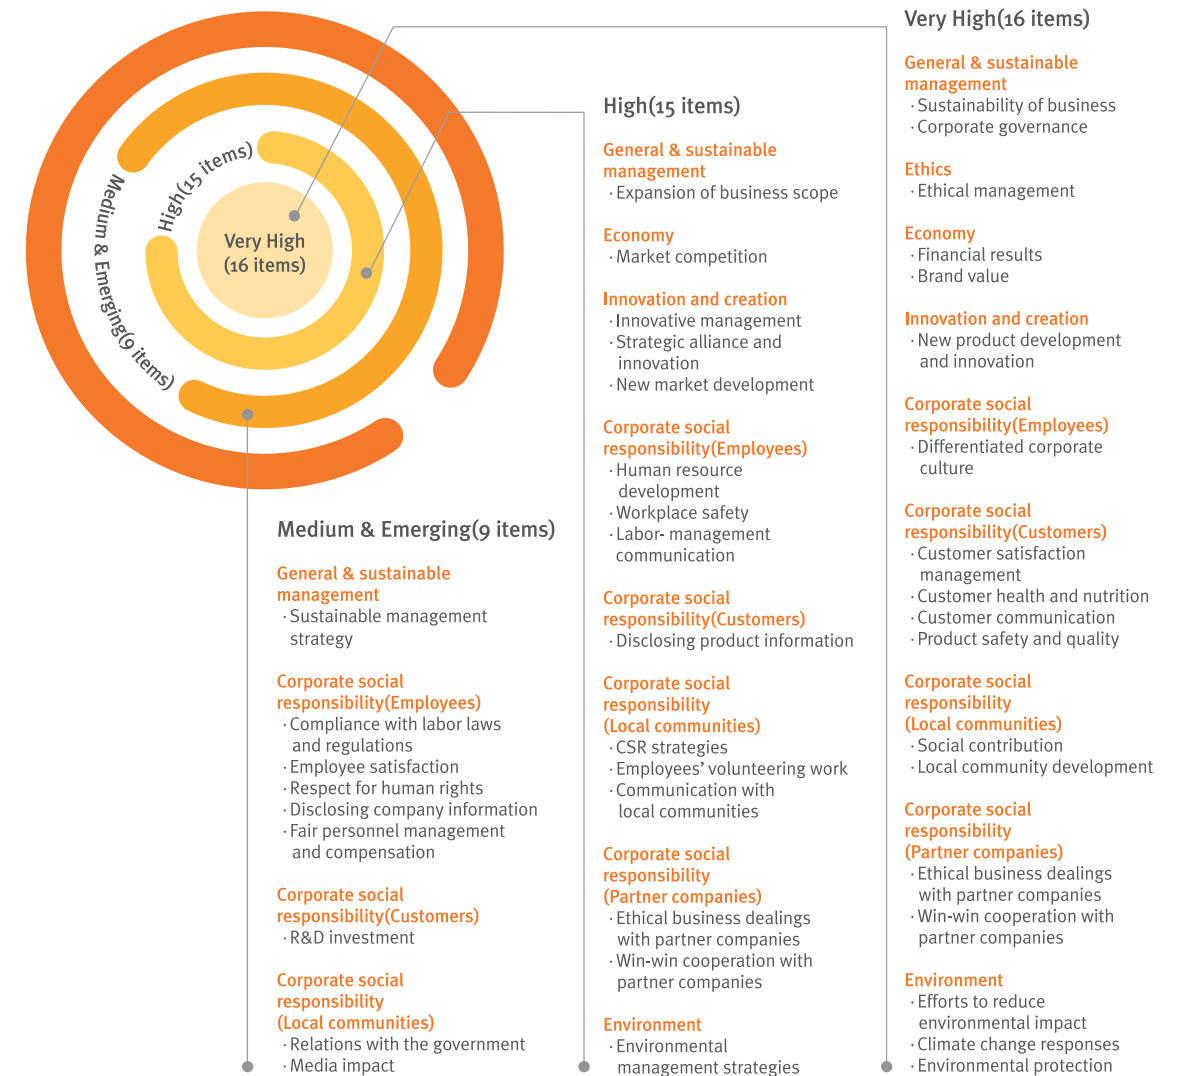 High(15 items)
Medium & Emerging(9 items)
Very High
(16 items)
Medium & Emerging(9 items)
General & sustainable
management
· Sustainable management
strategy
Corporate social
responsibility(Employees)
· Compliance with labor laws
and regulations
· Employee satisfaction
· Respect for human rights
· Disclosing company information
· Fair personnel management
and compensation
Corporate social
responsibility(Customers)
· R&D investment
Corporate social
responsibility
(Local communities)
· Relations with the government
· Media impact
High(15 items)
General & sustainable
management
· Expansion of business scope
Economy
· Market competition
Innovation and creation
· Innovative management
· Strategic alliance and
innovation
· New market development
Corporate social
responsibility(Employees)
· Human resource
development
· Workplace safety
· Labor- management
communication
Corporate social
responsibility(Customers)
· Disclosing product information
Corporate social
responsibility
(Local communities)
· CSR strategies
· Employees’ volunteering work
· Communication with
local communities
Corporate social
responsibility
(Partner companies)
· Ethical business dealings
with partner companies
· Win-win cooperation with
partner companies
Environment
· Environmental
management strategies
Very High(16 items)
General & sustainable
management
· Sustainability of business
· Corporate governance
Ethics
· Ethical management
Economy
· Financial results
· Brand value
Innovation and creation
· New product development
and innovation
Corporate social
responsibility(Employees)
· Differentiated corporate
culture
Corporate social
responsibility(Customers)
· Customer satisfaction
management
· Customer health and nutrition
· Customer communication
· Product safety and quality
Corporate social
responsibility
(Local communities)
· Social contribution
· Local community development
Corporate social
responsibility
(Partner companies)
· Ethical business dealings
with partner companies
· Win-win cooperation with
partner companies
Environment
· Efforts to reduce
environmental impact
· Climate change responses
· Environmental protection